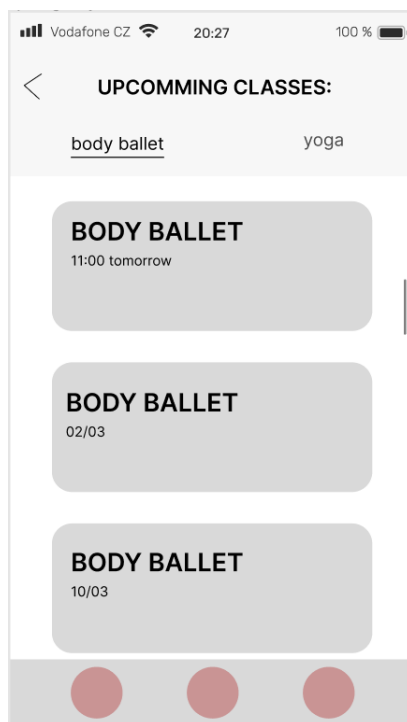 Vodafone CZ 20:27 100 %
UPCOMMING CLASSES:
body ballet yoga
BODY BALLET
11:00 tomorrow
BODY BALLET
02/03
BODY BALLET
10/03